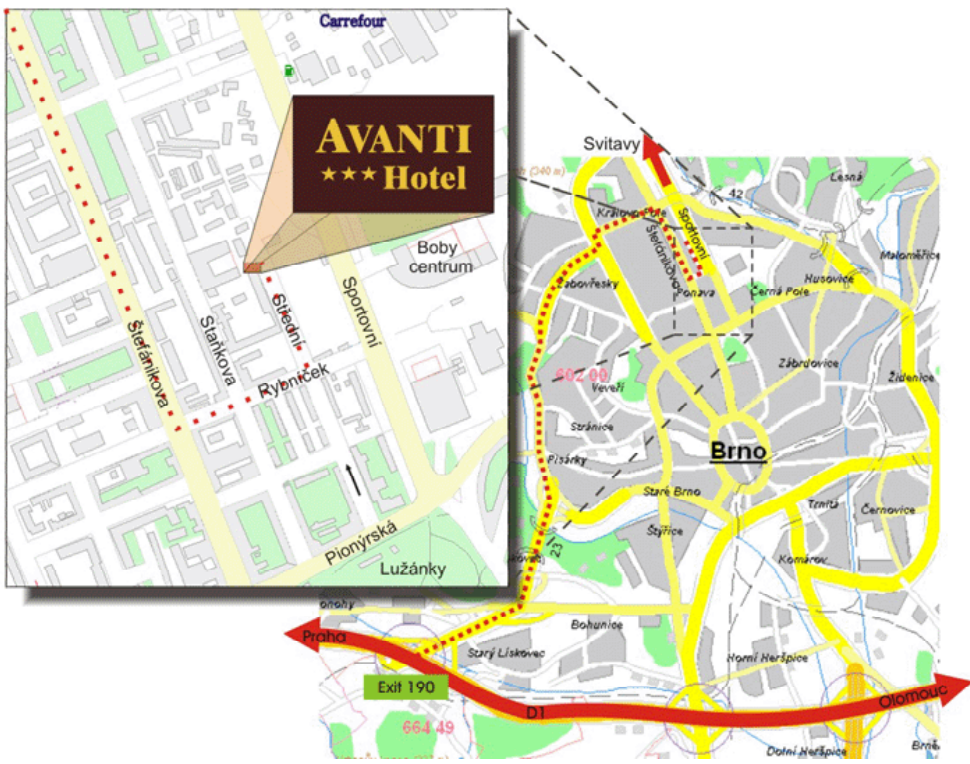 Carrefour
AVANTI
★★★ Hotel
Boby
centrum
Sportovní
Střední
Staňkova
Štefánikova
Rybníček
Pionýrská
Lužánky
Svitavy
42
Lesná
Královo Pole
Sportovní
Štefánikova
Maloměřice
Husovice
Žabovřesky
Ponava
Černá Pole
Zábrdovice
Židenice
602 00
Veveří
Stránice
Pisárky
Brno
Staré Brno
Trnitá
Štýřice
Černovice
23
Komárov
Bohunice
Praha
Starý Lískovec
Horní Heršpice
Exit 190
Olomouc
D1
664 49
Dolní Heršpice